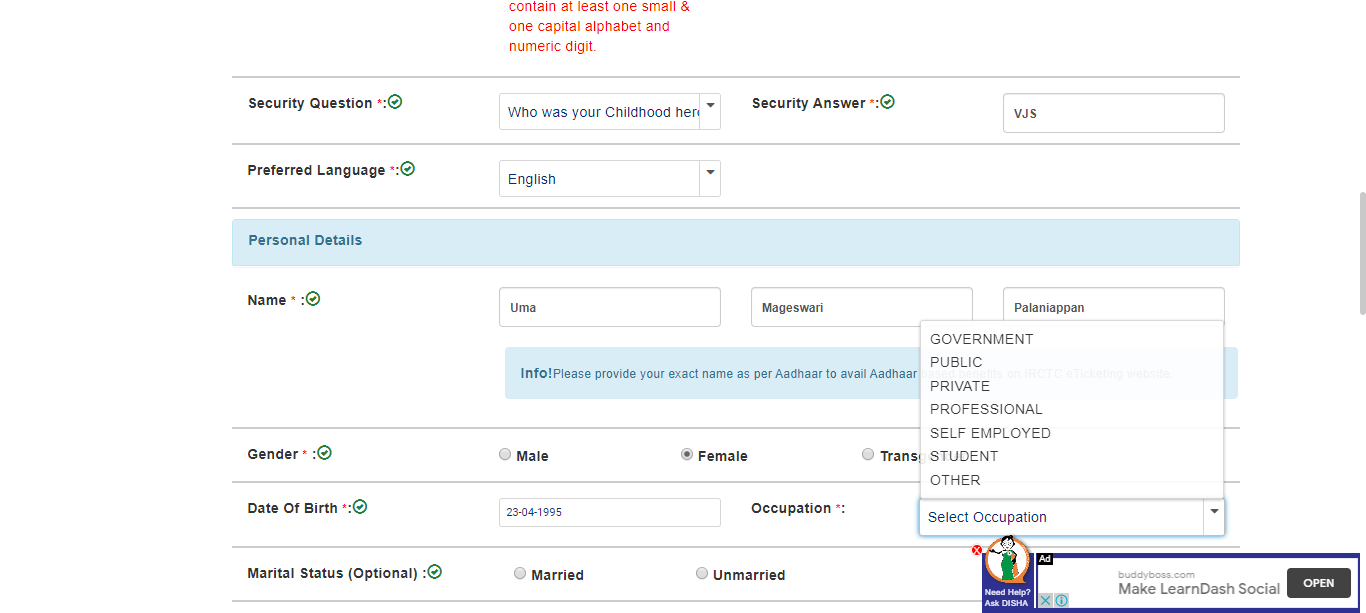 contain at least one small &
one capital alphabet and
numeric digit.
Security Question *:
Who was your Childhood her
Security Answer *:
VJS
Preferred Language *:
English
Personal Details
Name * :
Uma
Mageswari
Palaniappan
Info!Please provide your exact name as per Aadhaar to avail Aadhaar based benefits on IRCTC eTicketing website.
GOVERNMENT
PUBLIC
PRIVATE
PROFESSIONAL
SELF EMPLOYED
STUDENT
OTHER
Gender * :
Male
Female
Trans
Date Of Birth *:
23-04-1995
Occupation *:
Select Occupation
Marital Status (Optional) :
Married
Unmarried
Need Help?
Ask DISHA
Ad
buddyboss.com
Make LearnDash Social
OPEN